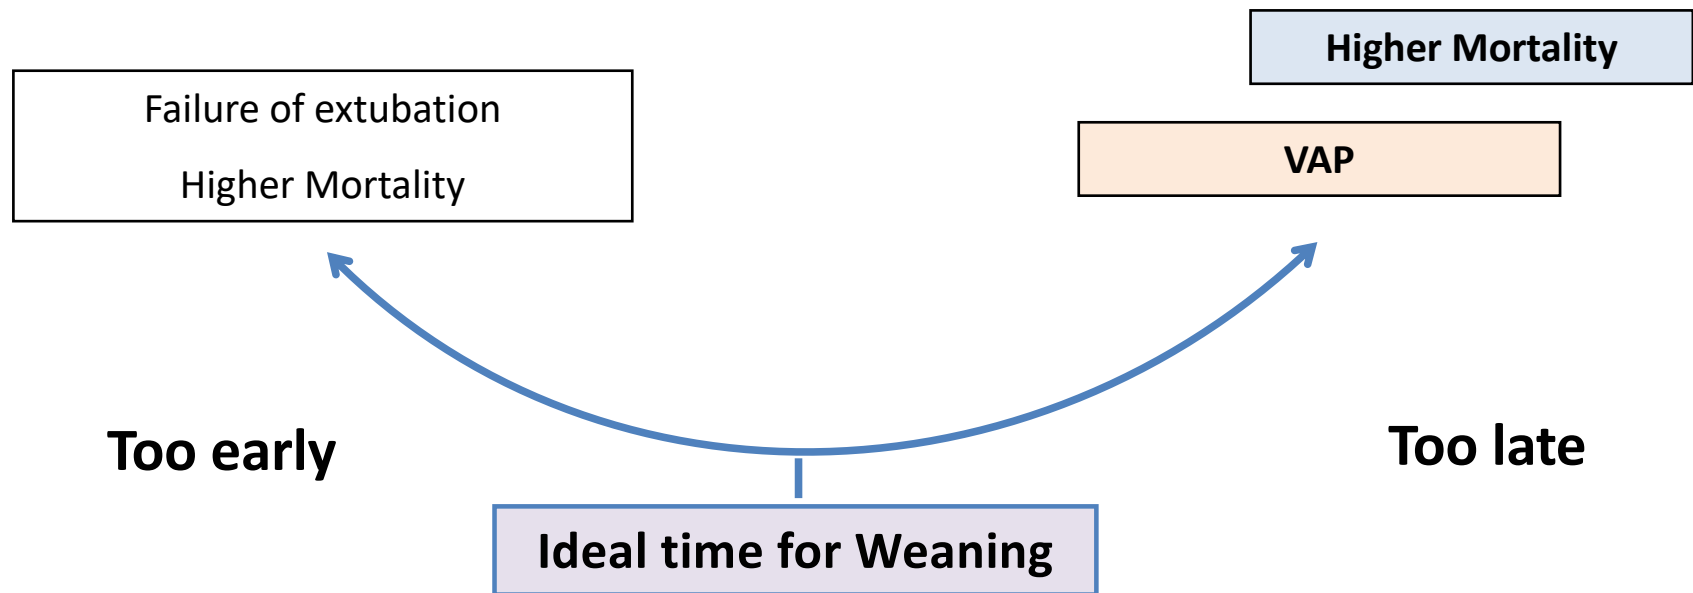 Higher Mortality
Failure of extubation
Higher Mortality
VAP
Too early
Too late
Ideal time for Weaning